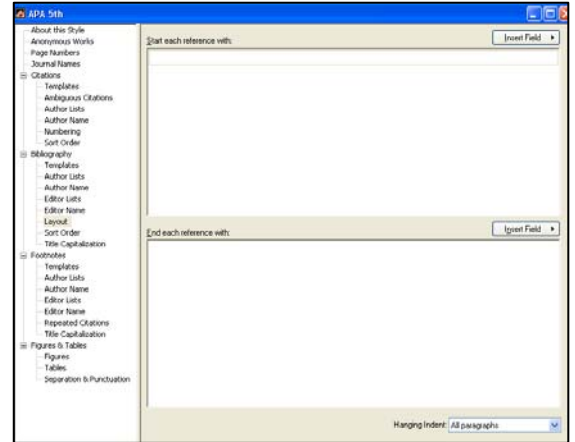 APA 5th
About this Style
Anonymous Works
Page Numbers
Journal Names
Citations
Templates
Ambiguous Citations
Author Lists
Author Name
Numbering
Sort Order
Bibliography
Templates
Author Lists
Author Name
Editor Lists
Editor Name
Layout
Sort Order
Title Capitalization
Footnotes
Templates
Author Lists
Author Name
Editor Lists
Editor Name
Repeated Citations
Title Capitalization
Figures & Tables
Figures
Tables
Separation & Punctuation
Start each reference with:
Insert Field
End each reference with:
Insert Field
Hanging Indent: All paragraphs